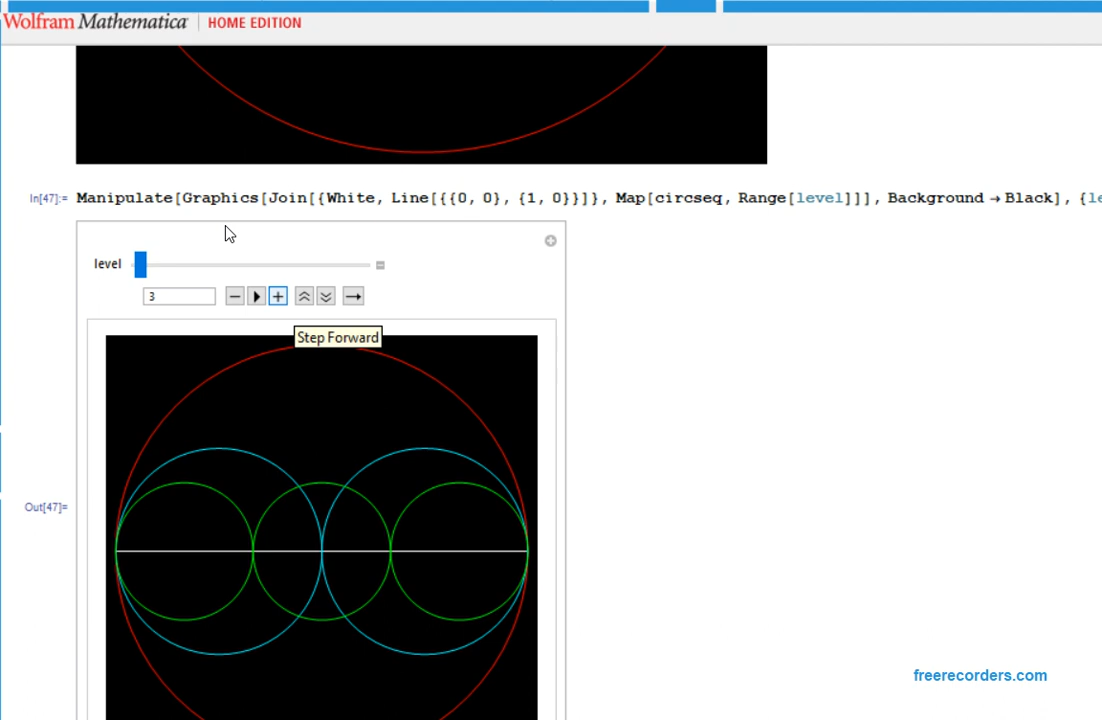 Wolfram Mathematica | HOME EDITION
In[47]:= Manipulate[Graphics[Join[{White, Line[{{0, 0}, {1, 0}}]}, Map[circseq, Range[level]]], Background → Black], {le
level
3
Step Forward
Out[47]=
freerecorders.com